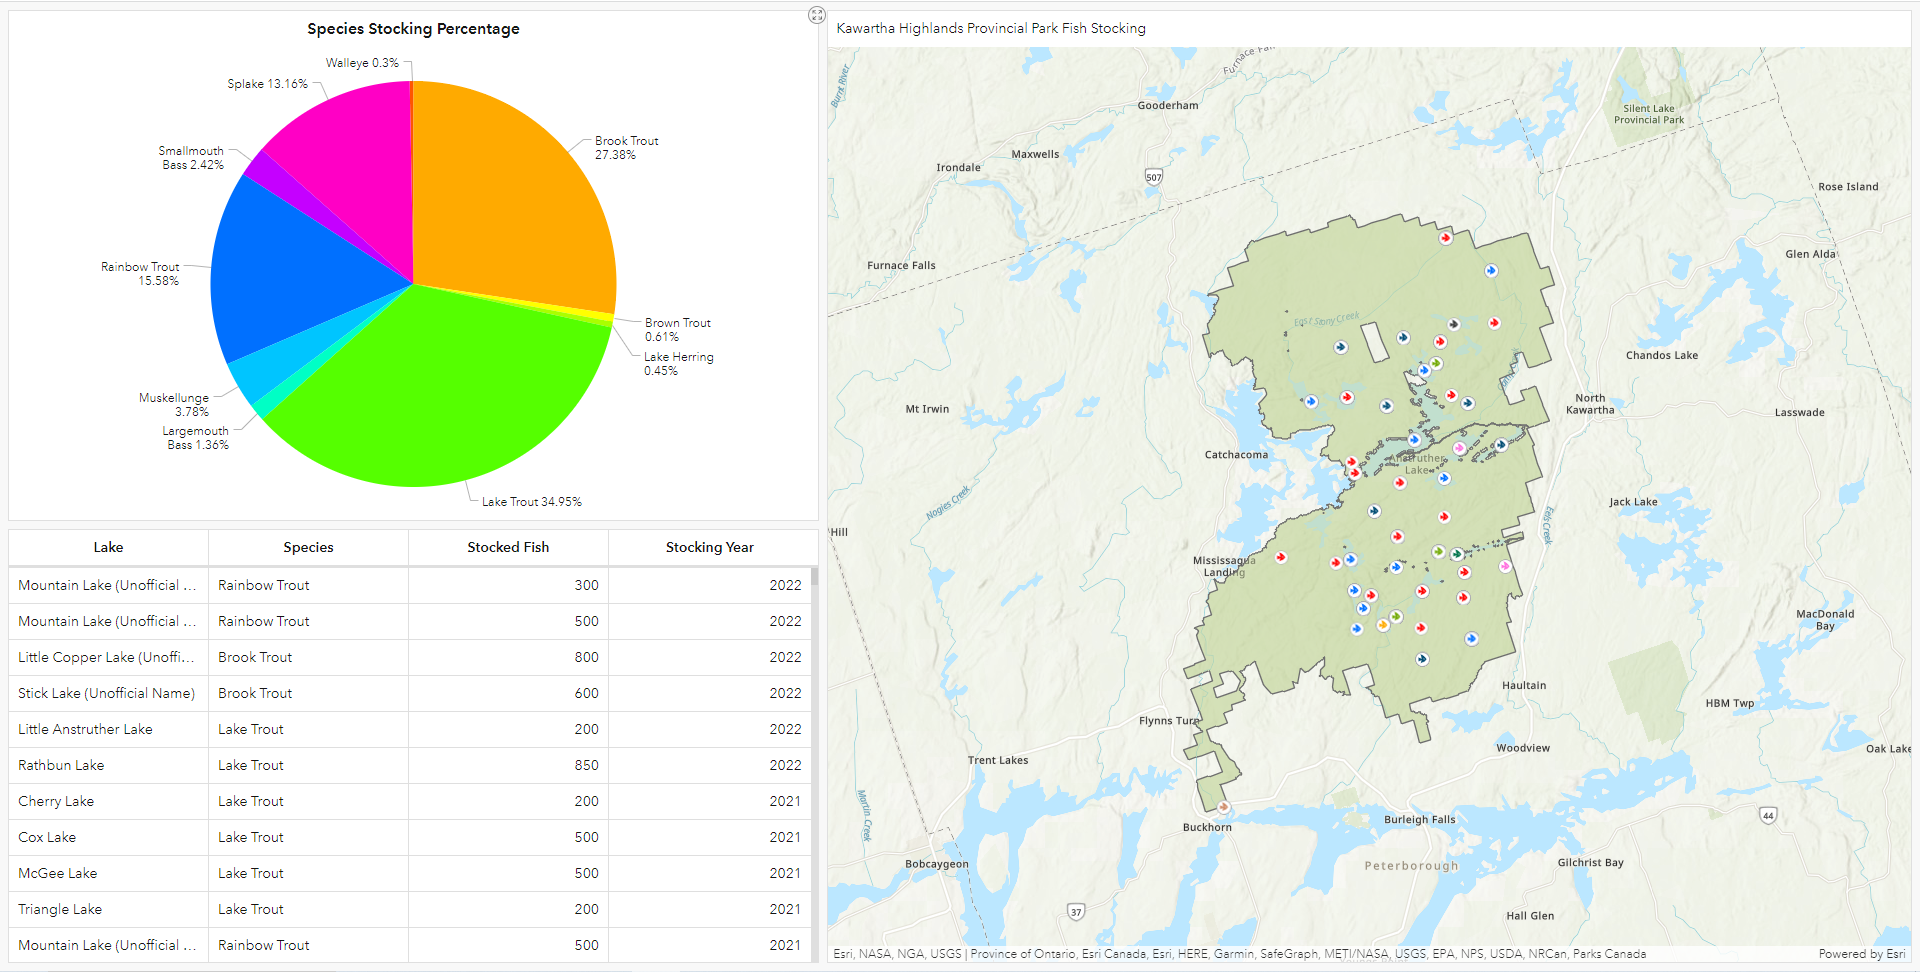 Species Stocking Percentage
Walleye 0.3%
Splake 13.16%
Smallmouth
Bass 2.42%
Rainbow Trout
15.58%
Muskellunge
3.78%
Largemouth
Bass 1.36%
Lake Trout 34.95%
Brook Trout
27.38%
Brown Trout
0.61%
Lake Herring
0.45%
Lake Species Stocked Fish Stocking Year
Mountain Lake (Unofficial ... Rainbow Trout 300 2022
Mountain Lake (Unofficial ... Rainbow Trout 500 2022
Little Copper Lake (Unoffi... Brook Trout 800 2022
Stick Lake (Unofficial Name) Brook Trout 600 2022
Little Anstruther Lake Lake Trout 200 2022
Rathbun Lake Lake Trout 850 2022
Cherry Lake Lake Trout 200 2021
Cox Lake Lake Trout 500 2021
McGee Lake Lake Trout 500 2021
Triangle Lake Lake Trout 200 2021
Mountain Lake (Unofficial ... Rainbow Trout 500 2021
Kawartha Highlands Provincial Park Fish Stocking
Burnt River
Furnace Fall
Gooderham
Silent Lake
Provincial Park
Maxwells
Irondale
507
Rose Island
Glen Alda
Furnace Falls
East Stony Creek
Chandos Lake
Mt Irwin
North
Kawartha
Lasswade
Catchacoma
Anstruther
Lake
Nogies Creek
Jack Lake
Eels Creek
Hill
Mississagua
Landing
MacDonald
Bay
Haultain
HBM Twp
Flynns Turn
Woodview
Oak Lake
Trent Lakes
Martin Creek
Buckhorn
Burleigh Falls
44
Bobcaygeon
Peterborough
Gilchrist Bay
37
Hall Glen
Esri, NASA, NGA, USGS | Province of Ontario, Esri Canada, Esri, HERE, Garmin, SafeGraph, METI/NASA, USGS, EPA, NPS, USDA, NRCan, Parks Canada
Powered by Esri